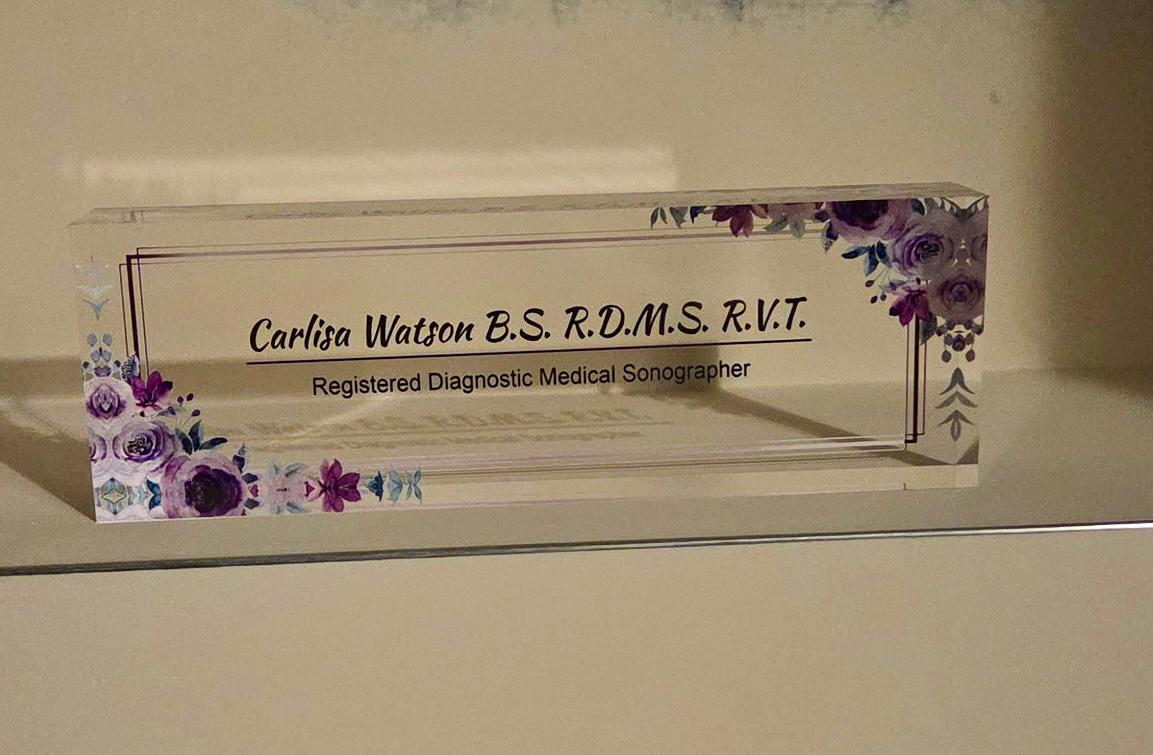 Carlisa Watson B.S. R.D.M.S. R.V.T.
Registered Diagnostic Medical Sonographer